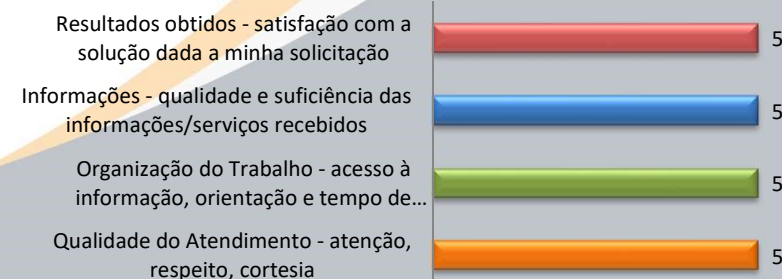 Resultados obtidos - satisfação com a
solução dada a minha solicitação
5
Informações - qualidade e suficiência das
informações/serviços recebidos
5
Organização do Trabalho - acesso à
informação, orientação e tempo de...
5
Qualidade do Atendimento - atenção,
respeito, cortesia
5